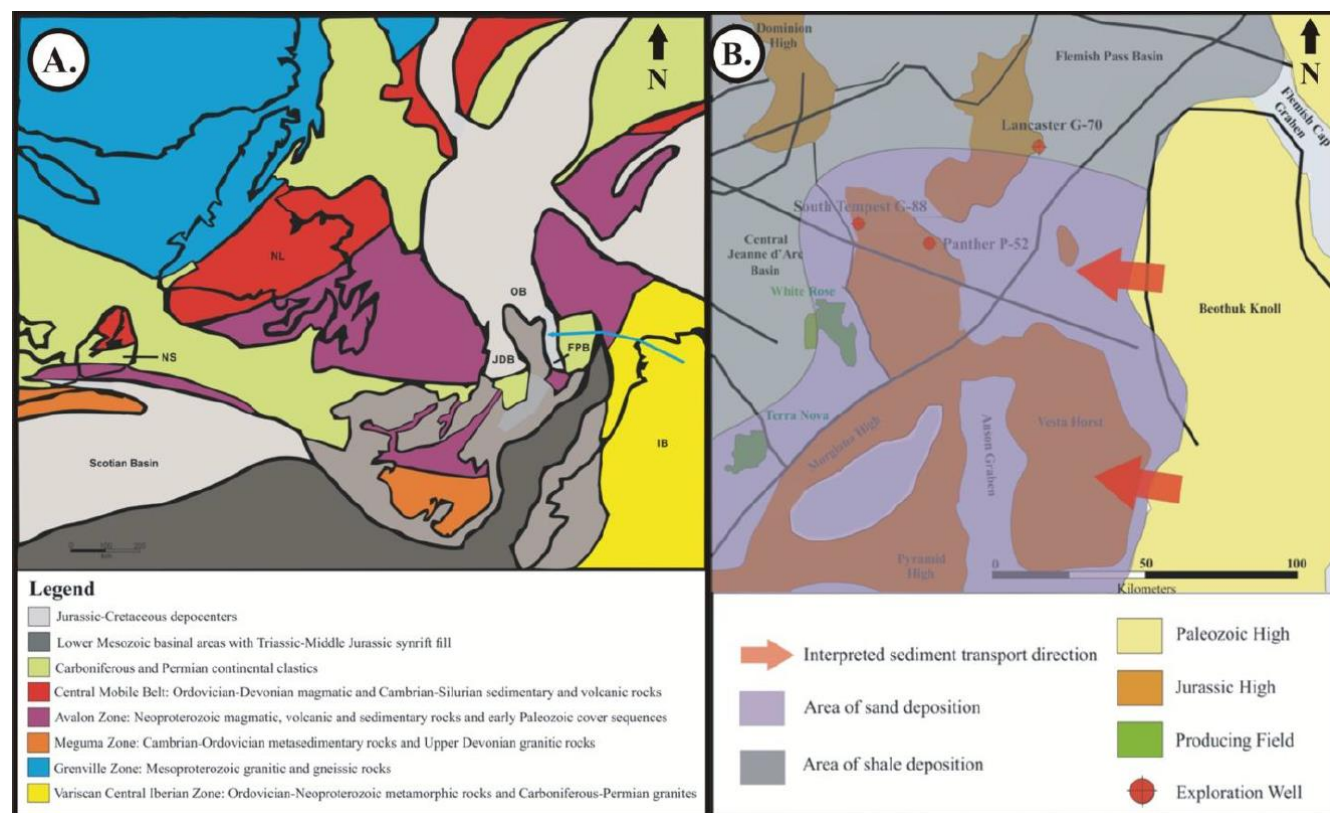 A.
N
NL
NS
OB
JDB
FPB
IB
Scotian Basin
0 100 200
km
Legend
Jurassic-Cretaceous depocenters
Lower Mesozoic basinal areas with Triassic-Middle Jurassic synrift fill
Carboniferous and Permian continental clastics
Central Mobile Belt: Ordovician-Devonian magmatic and Cambrian-Silurian sedimentary and volcanic rocks
Avalon Zone: Neoproterozoic magmatic, volcanic and sedimentary rocks and early Paleozoic cover sequences
Meguma Zone: Cambrian-Ordovician metasedimentary rocks and Upper Devonian granitic rocks
Grenville Zone: Mesoproterozoic granitic and gneissic rocks
Variscan Central Iberian Zone: Ordovician-Neoproterozoic metamorphic rocks and Carboniferous-Permian granites
B.
N
Dominion
High
Flemish Pass Basin
Flemish Cap
Graben
Lancaster G-70
South Tempest G-88
Panther P-52
Central
Jeanne d'Arc
Basin
White Rose
Beothuk Knoll
Terra Nova
Morgiana High
Anson Graben
Vesta Horst
Pyramid
High
0 50 100
Kilometers
Interpreted sediment transport direction
Area of sand deposition
Area of shale deposition
Paleozoic High
Jurassic High
Producing Field
Exploration Well